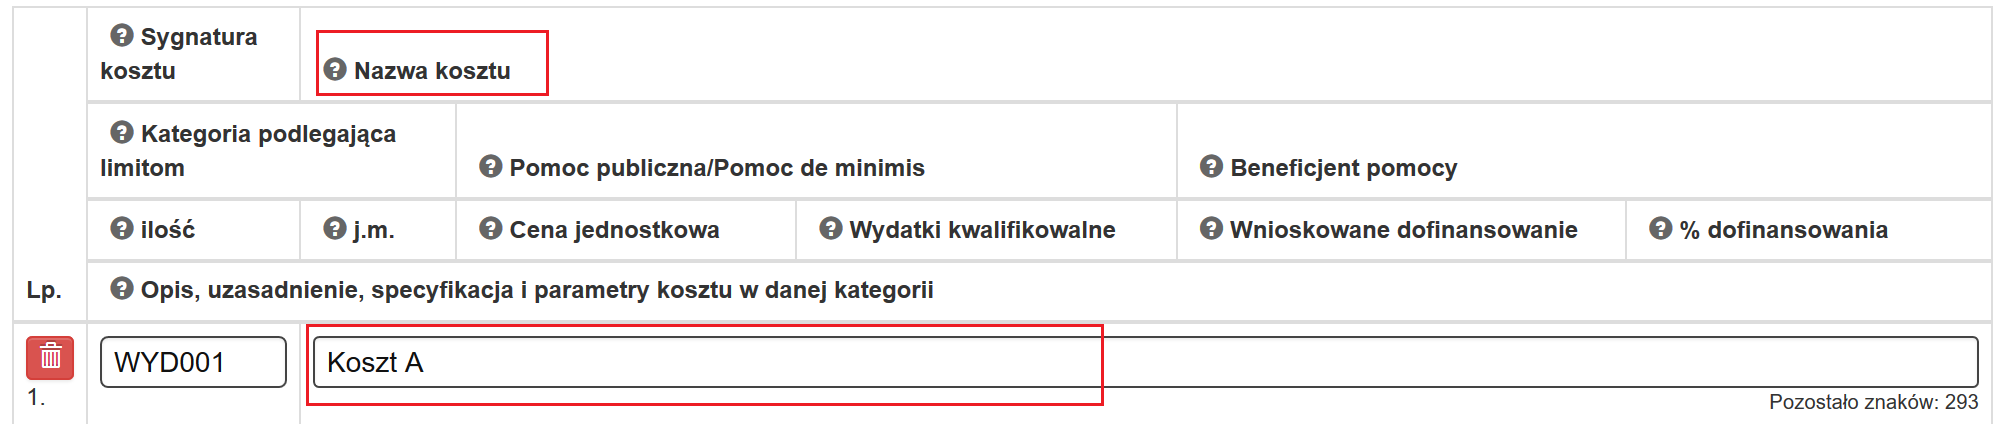 Sygnatura
kosztu
Nazwa kosztu
Kategoria podlegająca
limitom
Pomoc publiczna/Pomoc de minimis
Beneficjent pomocy
ilość
j.m.
Cena jednostkowa
Wydatki kwalifikowalne
Wnioskowane dofinansowanie
% dofinansowania
Lp.
Opis, uzasadnienie, specyfikacja i parametry kosztu w danej kategorii
WYD001
Koszt A
1.
Pozostało znaków: 293